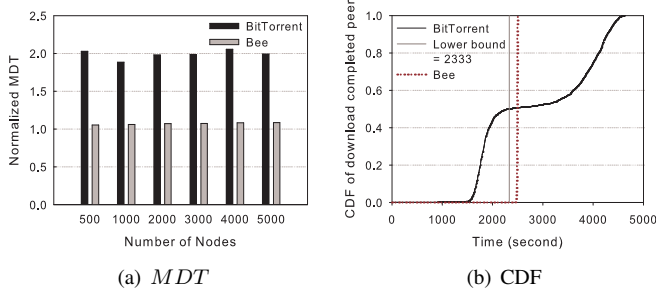 BitTorrent
Bee
Normalized MDT
2.5
2.0
1.5
1.0
0.5
0.0
500 1000 2000 3000 4000 5000
Number of Nodes
(a) MDT
BitTorrent
Lower bound
= 2333
Bee
CDF of download completed peer
1.0
0.8
0.6
0.4
0.2
0.0
0 1000 2000 3000 4000 5000
Time (second)
(b) CDF